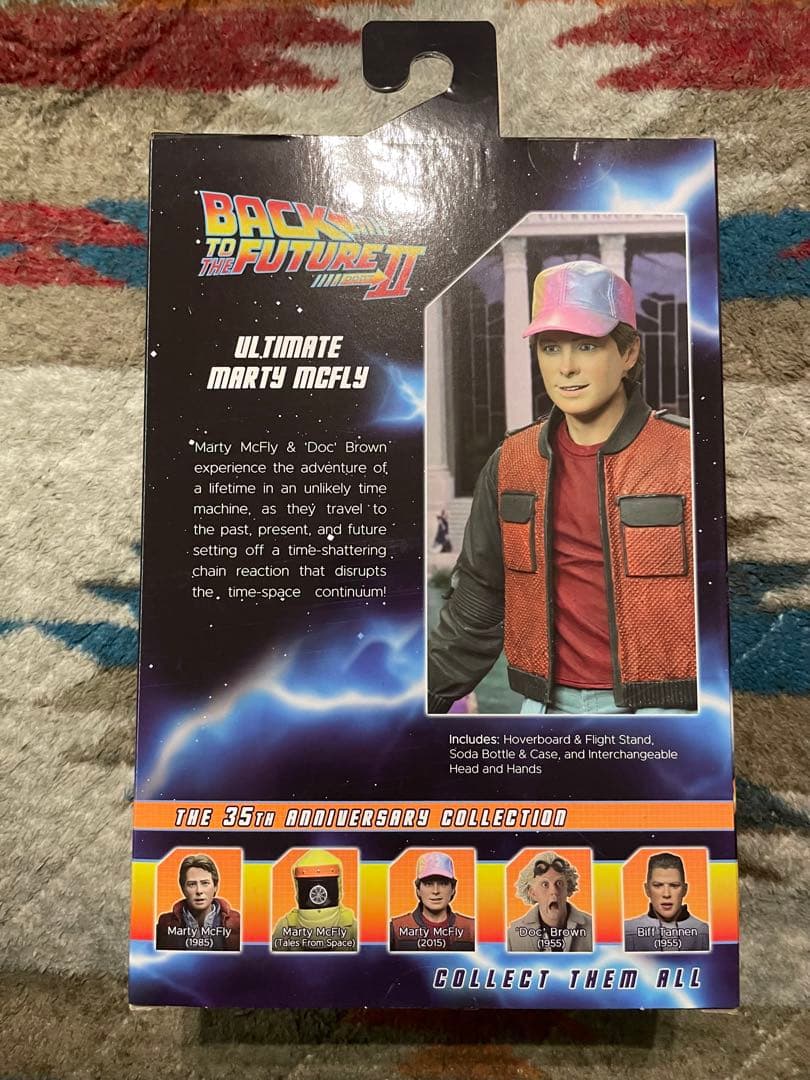 BACK
TO
THE FUTURE
PART II
ULTIMATE
MARTY MCFLY
Marty McFly & 'Doc' Brown
experience the adventure of
a lifetime in an unlikely time
machine, as they travel to
the past, present, and future
setting off a time-shattering
chain reaction that disrupts
the time-space continuum!
Includes: Hoverboard & Flight Stand,
Soda Bottle & Case, and Interchangeable
Head and Hands
THE 35TH ANNIVERSARY COLLECTION
Marty McFly
(1985)
Marty McFly
(Tales From Space)
Marty McFly
(2015)
'Doc' Brown
(1955)
Biff Tannen
(1955)
COLLECT THEM ALL